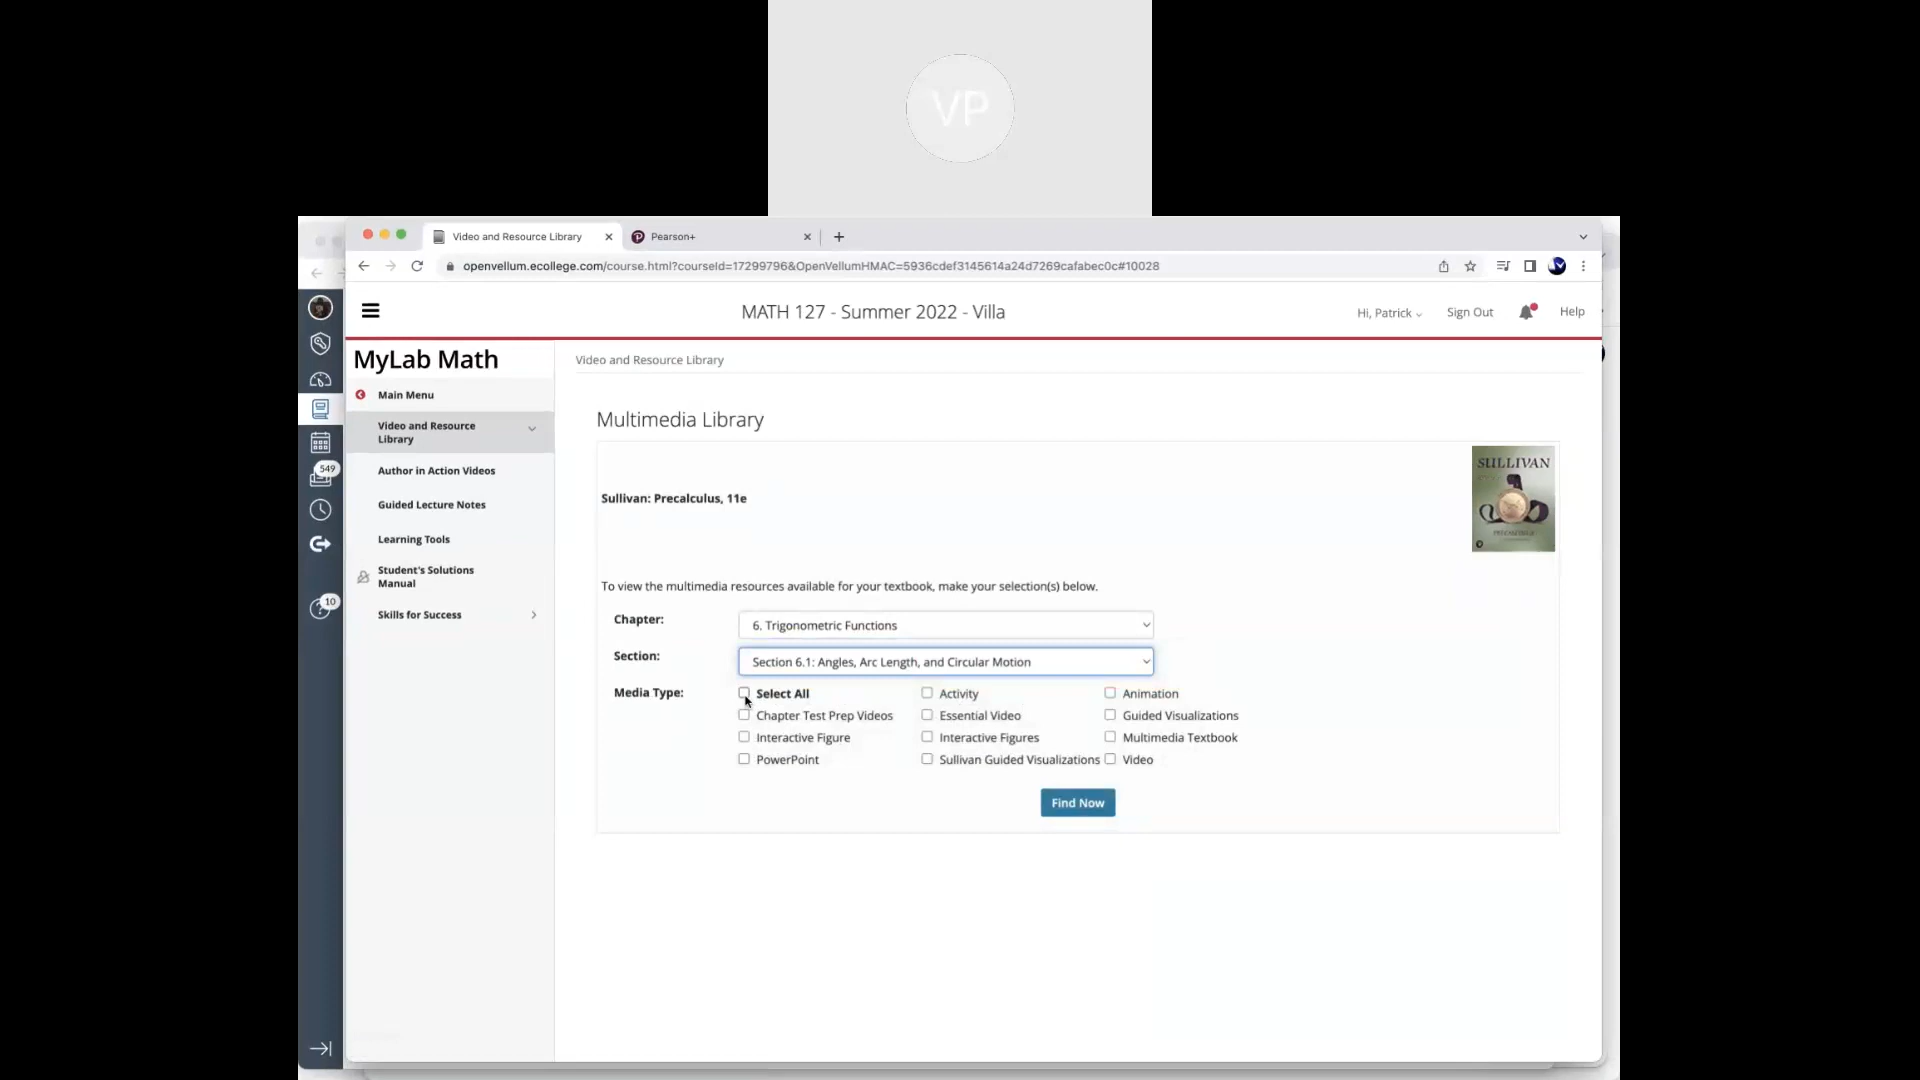 VP
Video and Resource Library
Pearson+
openvellum.ecollege.com/course.html?courseId=17299796&OpenVellumHMAC=5936cdef3145614a24d7269cafabec0c#10028
MATH 127 - Summer 2022 - Villa
Hi, Patrick
Sign Out
Help
MyLab Math
Main Menu
Video and Resource
Library
Author in Action Videos
Guided Lecture Notes
Learning Tools
Student's Solutions
Manual
Skills for Success
549
10
Video and Resource Library
Multimedia Library
Sullivan: Precalculus, 11e
SULLIVAN
PRECALCULUS
To view the multimedia resources available for your textbook, make your selection(s) below.
Chapter: 6. Trigonometric Functions
Section: Section 6.1: Angles, Arc Length, and Circular Motion
Media Type: Select All Activity Animation
Chapter Test Prep Videos Essential Video Guided Visualizations
Interactive Figure Interactive Figures Multimedia Textbook
PowerPoint Sullivan Guided Visualizations Video
Find Now